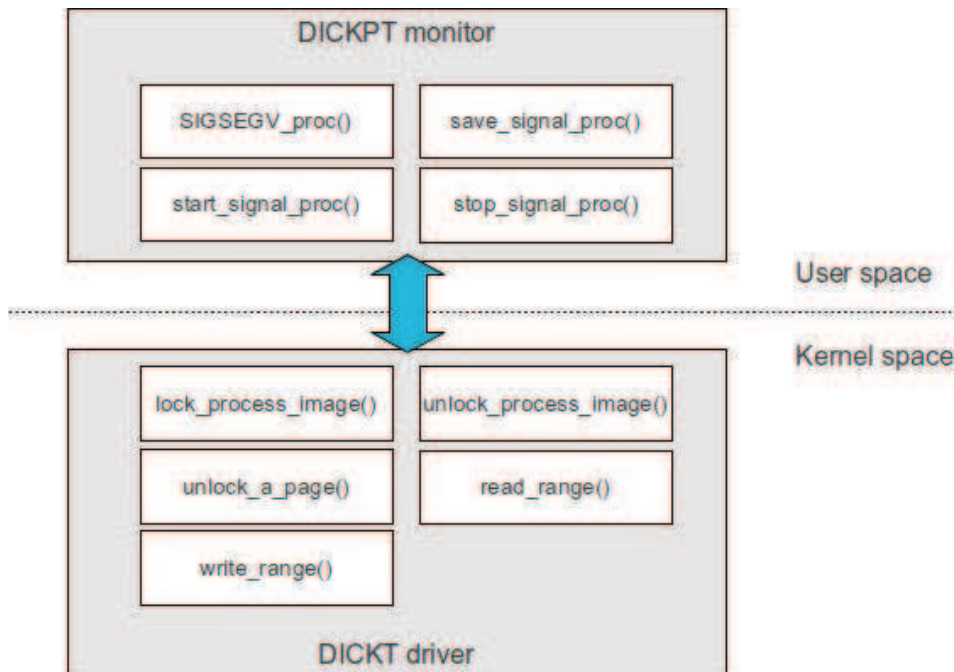 DICKPT monitor
SIGSEGV_proc()
save_signal_proc()
start_signal_proc()
stop_signal_proc()
User space
Kernel space
lock_process_image()
unlock_process_image()
unlock_a_page()
read_range()
write_range()
DICKT driver